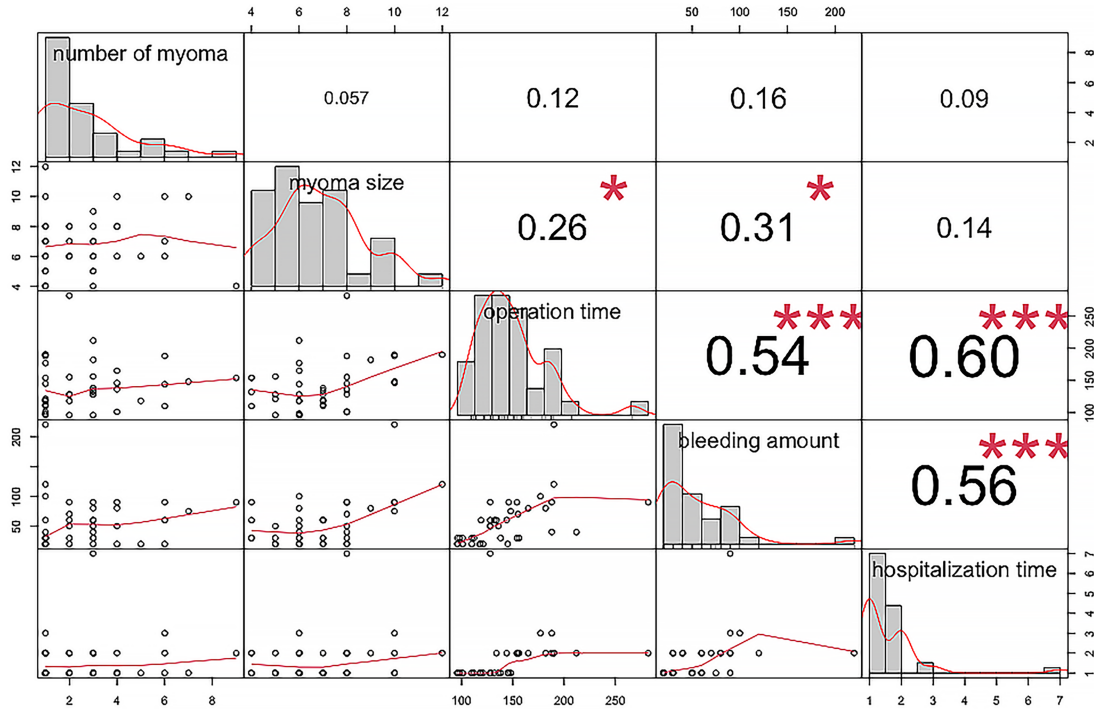 4 6 8 10 12
50 100 150 200
number of myoma
0.057
0.12
0.16
0.09
2 4 6 8
4 6 8 10 12
myoma size
0.26 *
0.31 *
0.14
operation time
0.54 ***
0.60 ***
100 150 200 250
50 100 200
bleeding amount
0.56 ***
hospitalization time
1 2 3 4 5 6 7
2 4 6 8
100 150 200 250
1 2 3 4 5 6 7